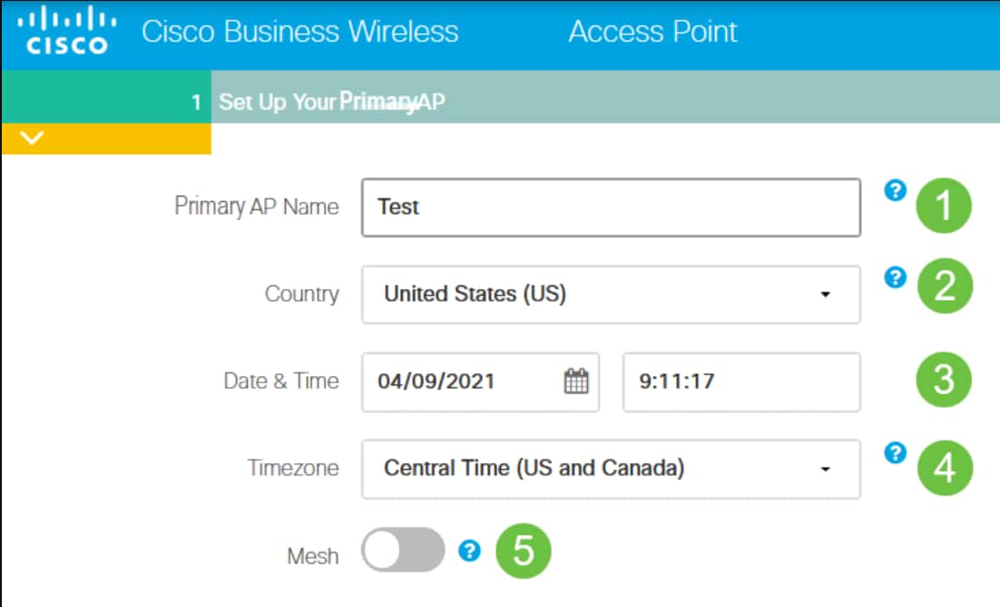 CISCO Cisco Business Wireless Access Point
1 Set Up Your Primary AP
Primary AP Name Test ? 1
Country United States (US) ? 2
Date & Time 04/09/2021 9:11:17 3
Timezone Central Time (US and Canada) ? 4
Mesh ? 5